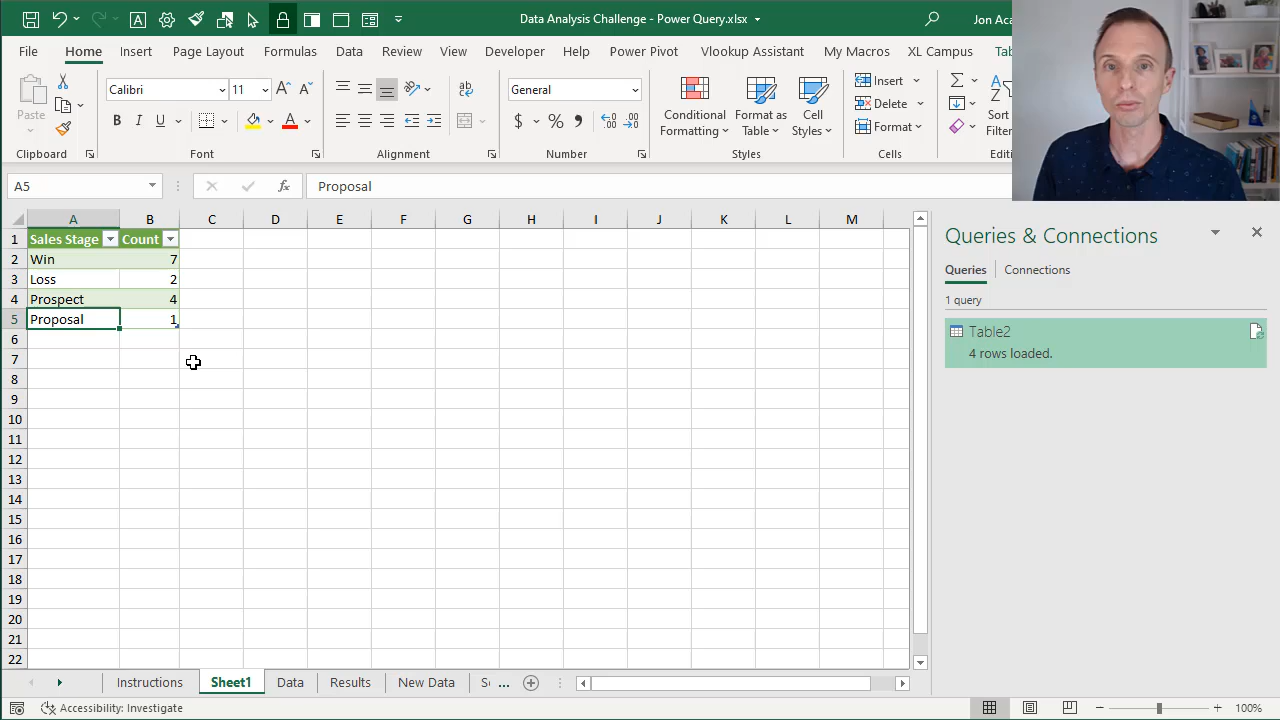 Data Analysis Challenge - Power Query.xlsx
Jon Aca
File Home Insert Page Layout Formulas Data Review View Developer Help Power Pivot Vlookup Assistant My Macros XL Campus
Calibri 11 General Insert
Paste B I U A $ % Conditional Formatting Format as Table Cell Styles Delete Format Sort Filter
Clipboard Font Alignment Number Styles Cells Editi
A5 fx Proposal
A B C D E F G H I J K L M
1 Sales Stage Count
2 Win 7
3 Loss 2
4 Prospect 4
5 Proposal 1
6
7
8
9
10
11
12
13
14
15
16
17
18
19
20
21
22
Queries & Connections
Queries Connections
1 query
Table2
4 rows loaded.
Instructions Sheet1 Data Results New Data ...
Accessibility: Investigate 100%